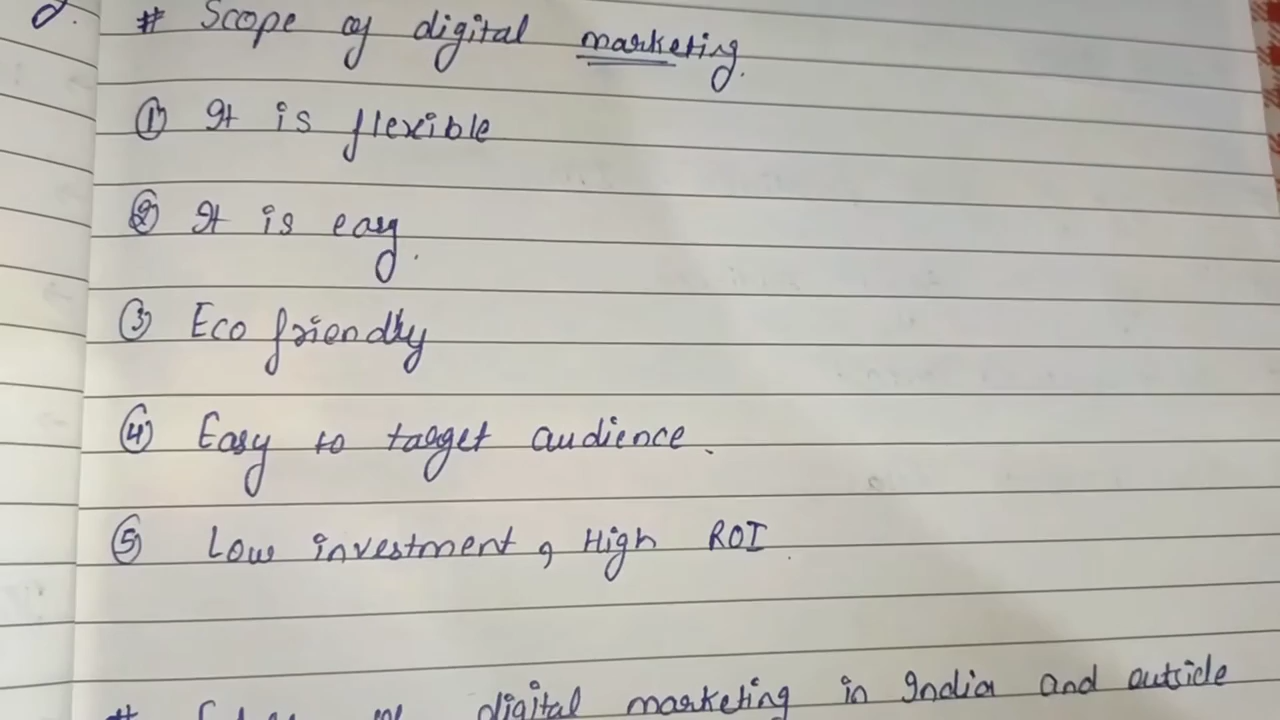 # Scope of digital marketing.
① It is flexible
② It is easy.
③ Eco friendly
④ Easy to target audience.
⑤ Low investment, High ROI.
# digital marketing in India and outside